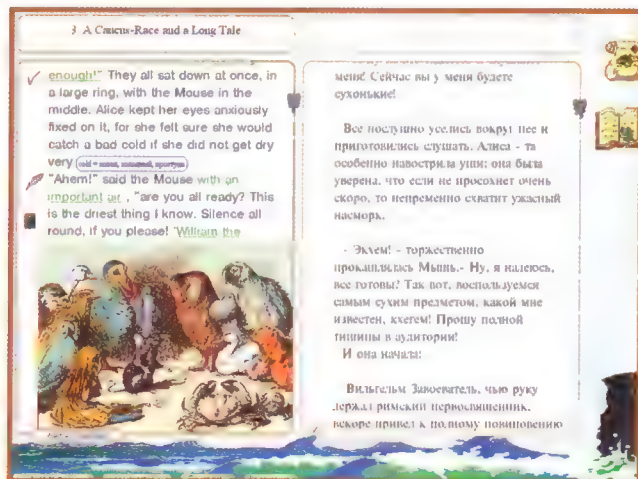 3 A Caucus-Race and a Long Tale
enough!" They all sat down at once, in
a large ring, with the Mouse in the
middle. Alice kept her eyes anxiously
fixed on it, for she felt sure she would
catch a bad cold if she did not get dry
very
"Ahem!" said the Mouse with an
important air , "are you all ready? This
is the driest thing I know. Silence all
round, if you please! "William the
меня! Сейчас вы у меня будете
сухонькие!
Все послушно уселись вокруг нее и
приготовились слушать. Алиса - та
особенно навострила уши: она была
уверена, что если не просохнет очень
скоро, то непременно схватит ужасный
насморк.
- Экхем! - торжественно
прокашлялась Мышь.- Ну, я надеюсь,
все готовы? Так вот, воспользуемся
самым сухим предметом, какой мне
известен, кхегем! Прошу полной
тишины в аудитории!
И она начала:
Вильгельм Завоеватель, чью руку
держал римский первосвященник,
вскоре привел к полному повиновению